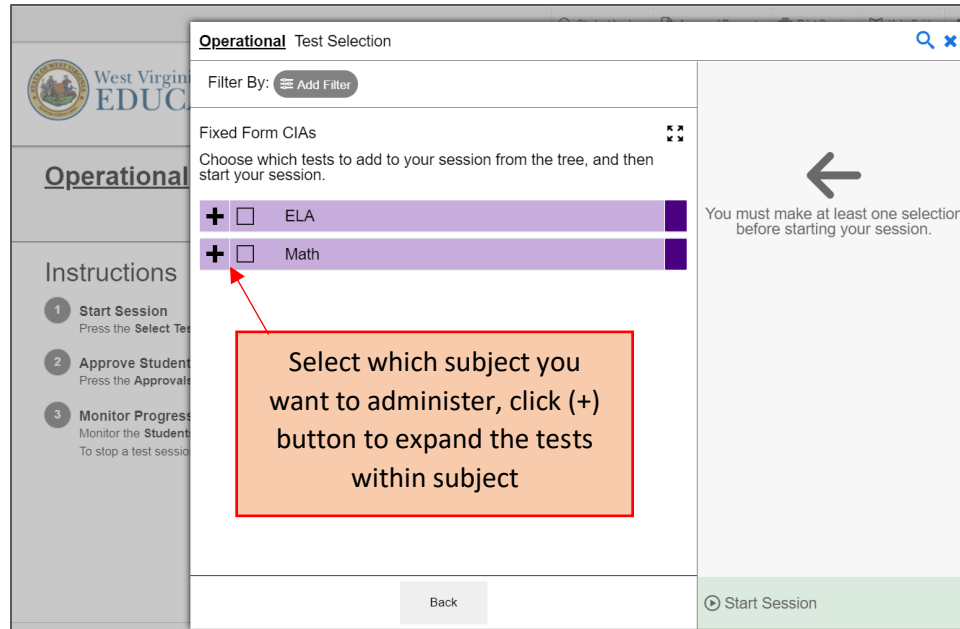 Operational Test Selection
Filter By: Add Filter
West Virgini
EDUC
Fixed Form CIAs
Choose which tests to add to your session from the tree, and then
start your session.
Operational
ELA
Math
You must make at least one selection
before starting your session.
Instructions
1 Start Session
Press the Select Tes
2 Approve Student
Press the Approvals
3 Monitor Progress
Monitor the Student
To stop a test sessio
Select which subject you
want to administer, click (+)
button to expand the tests
within subject
Back
Start Session